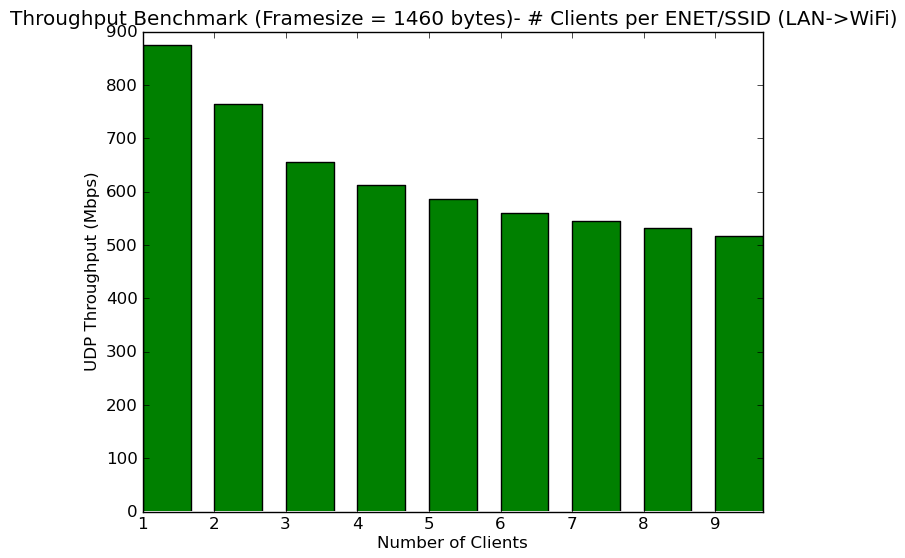 Throughput Benchmark (Framesize = 1460 bytes)- # Clients per ENET/SSID (LAN->WiFi)
UDP Throughput (Mbps)
900
800
700
600
500
400
300
200
100
0
1 2 3 4 5 6 7 8 9
Number of Clients